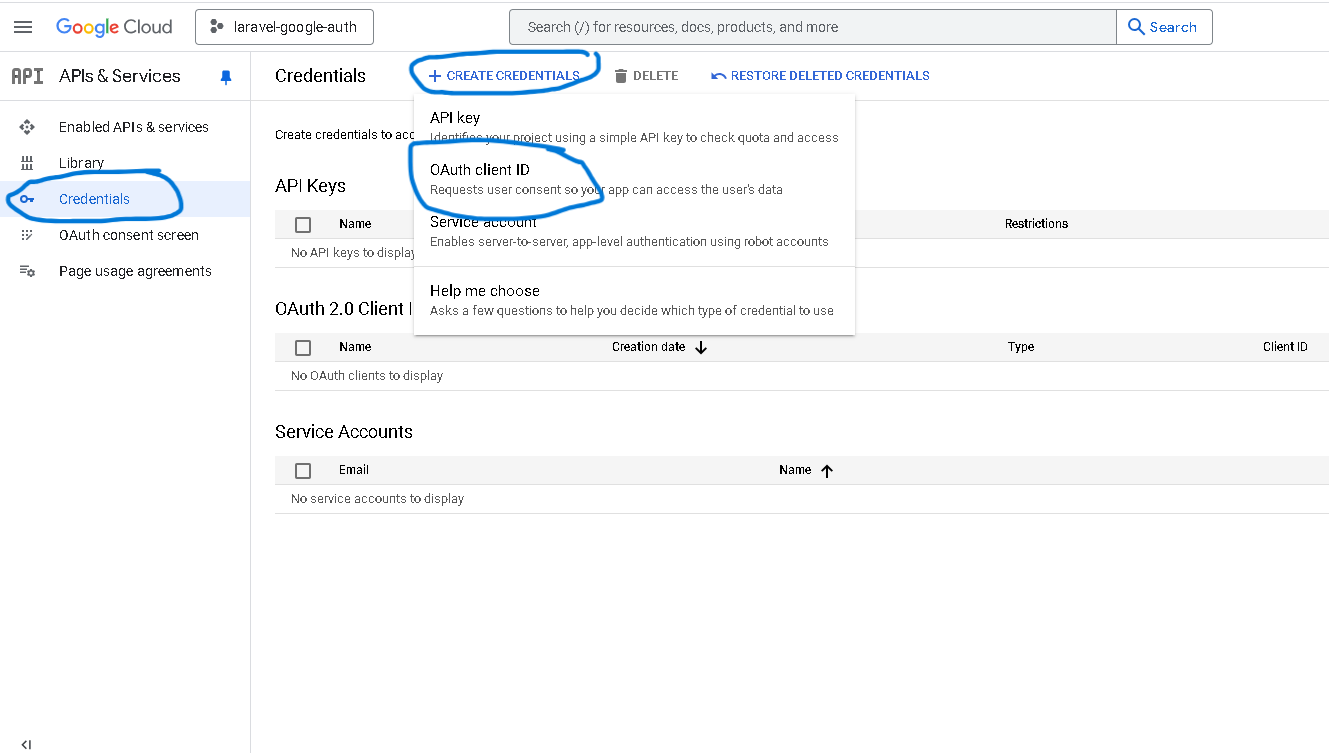 Google Cloud
laravel-google-auth
Search (/) for resources, docs, products, and more
Search
API APIs & Services
Credentials
CREATE CREDENTIALS
DELETE
RESTORE DELETED CREDENTIALS
Enabled APIs & services
Library
Credentials
OAuth consent screen
Page usage agreements
Create credentials to acc
API key
Identifies your project using a simple API key to check quota and access
OAuth client ID
Requests user consent so your app can access the user's data
Service account
Enables server-to-server, app-level authentication using robot accounts
Help me choose
Asks a few questions to help you decide which type of credential to use
API Keys
Name
Restrictions
No API keys to display
OAuth 2.0 Client I
Name
Creation date
Type
Client ID
No OAuth clients to display
Service Accounts
Email
Name
No service accounts to display